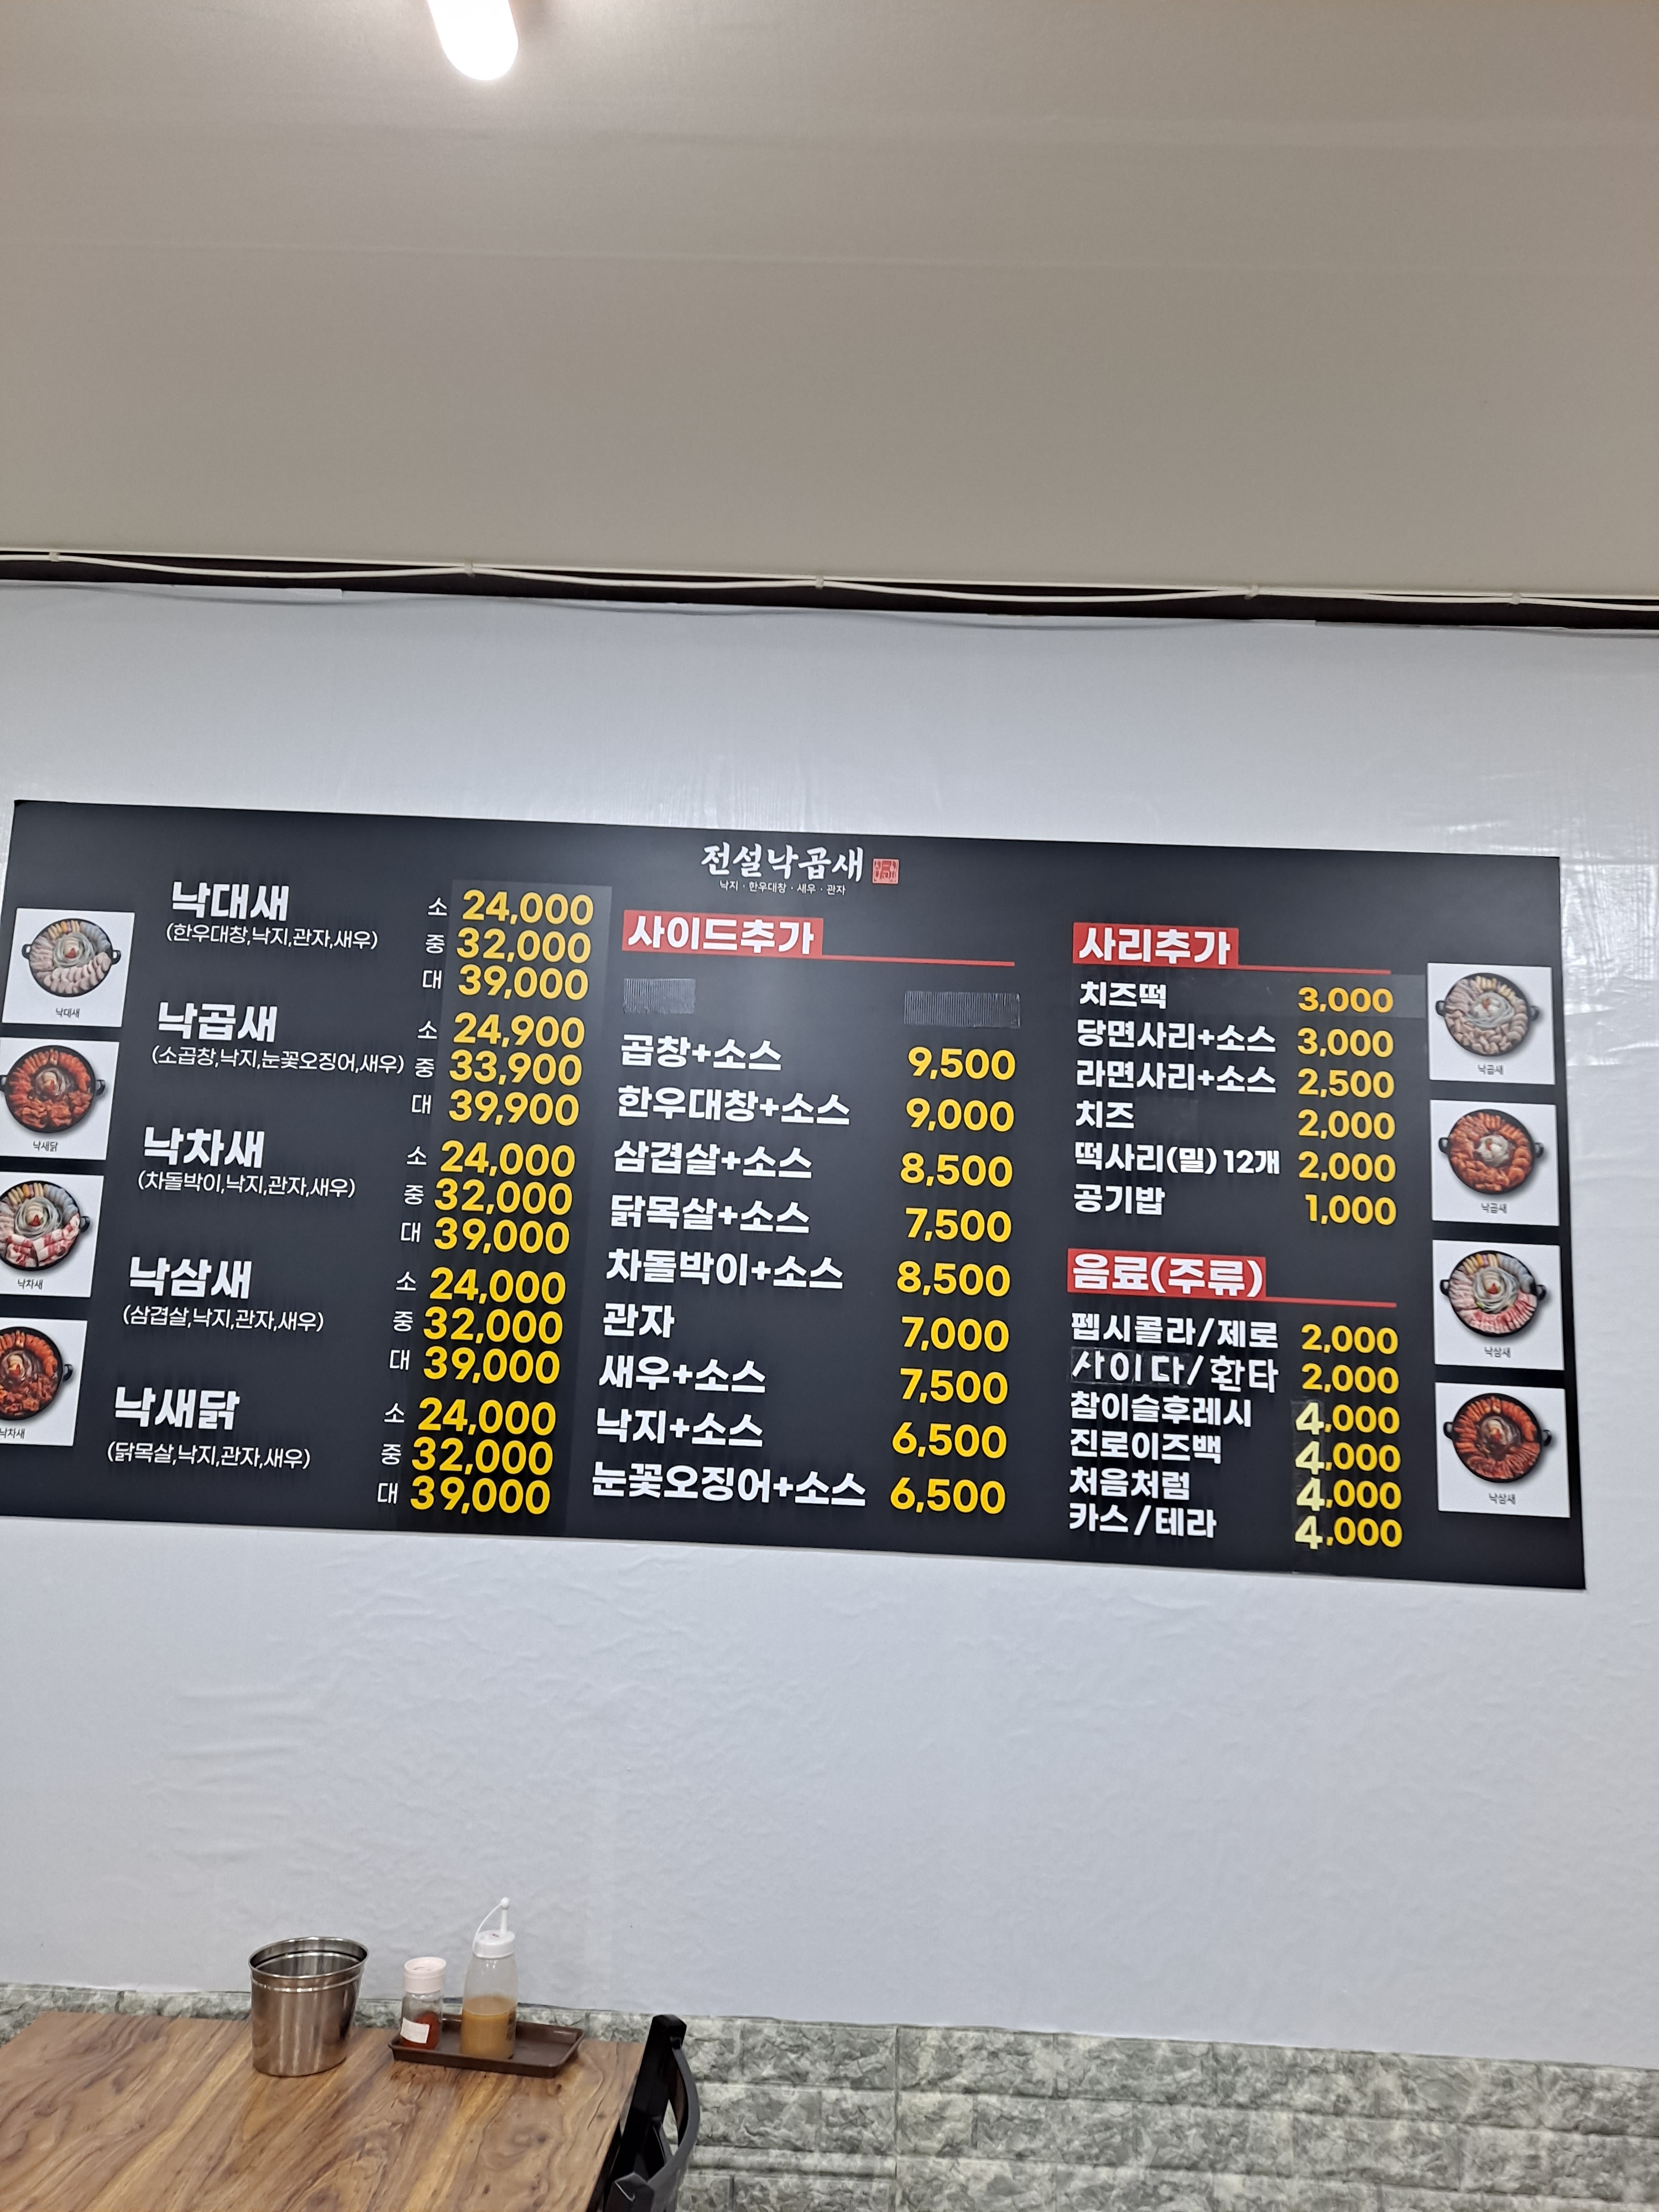 전설낙곱새
낙지 · 한우대창 · 새우 · 관자
낙대새
(한우대창,낙지,관자,새우)
소 24,000
중 32,000
대 39,000
낙곱새
(소곱창,낙지,눈꽃오징어,새우)
소 24,900
중 33,900
대 39,900
낙차새
(차돌박이,낙지,관자,새우)
소 24,000
중 32,000
대 39,000
낙삼새
(삼겹살,낙지,관자,새우)
소 24,000
중 32,000
대 39,000
낙새닭
(닭목살,낙지,관자,새우)
소 24,000
중 32,000
대 39,000
낙대새
낙새닭
낙차새
낙차새
사이드추가
곱창+소스 9,500
한우대창+소스 9,000
삼겹살+소스 8,500
닭목살+소스 7,500
차돌박이+소스 8,500
관자 7,000
새우+소스 7,500
낙지+소스 6,500
눈꽃오징어+소스 6,500
사리추가
치즈떡 3,000
당면사리+소스 3,000
라면사리+소스 2,500
치즈 2,000
떡사리(밀)12개 2,000
공기밥 1,000
음료(주류)
펩시콜라/제로 2,000
사이다/환타 2,000
참이슬후레시 4,000
진로이즈백 4,000
처음처럼 4,000
카스/테라 4,000
낙곱새
낙곱새
낙삼새
낙삼새